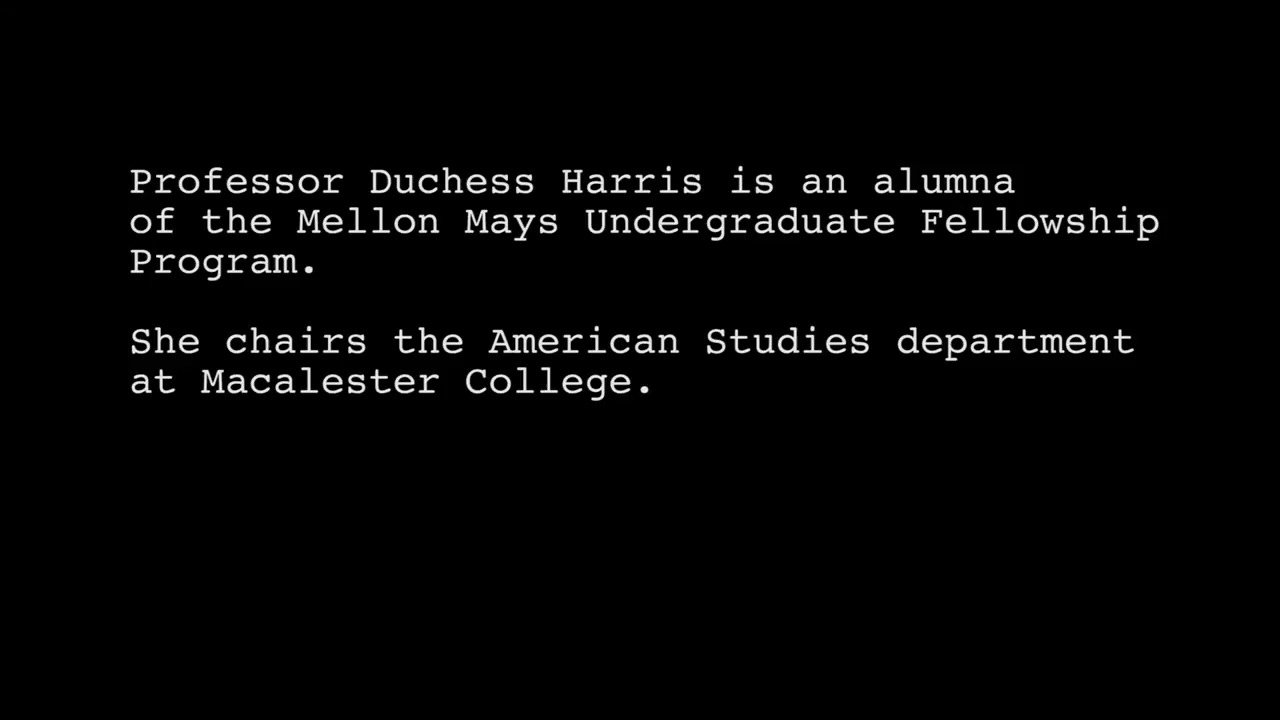 Professor Duchess Harris is an alumna
of the Mellon Mays Undergraduate Fellowship
Program.
She chairs the American Studies department
at Macalester College.